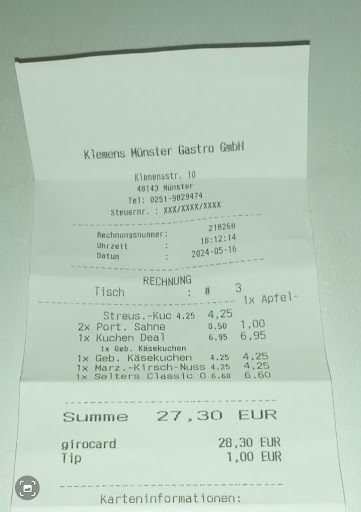 Klemens Münster Gastro GmbH
Klemensstr. 10
48143 Münster
Tel: 0251-9829474
Steuernr. : XXX/XXXX/XXXX
Rechnungsnummer: 218260
Uhrzeit : 18:12:14
Datum : 2024-05-16
RECHNUNG
Tisch : # 3
1x Apfel-
Streus.-Kuc 4.25 4,25
2x Port. Sahne 0.50 1,00
1x Kuchen Deal 6.95 6,95
1x Geb. Käsekuchen
1x Geb. Käsekuchen 4.25 4,25
1x Marz.-Kirsch-Nuss 4.25 4,25
1x Selters Classic 0 6.60 6.60
Summe 27,30 EUR
girocard 28,30 EUR
Tip 1,00 EUR
Karteninformationen: